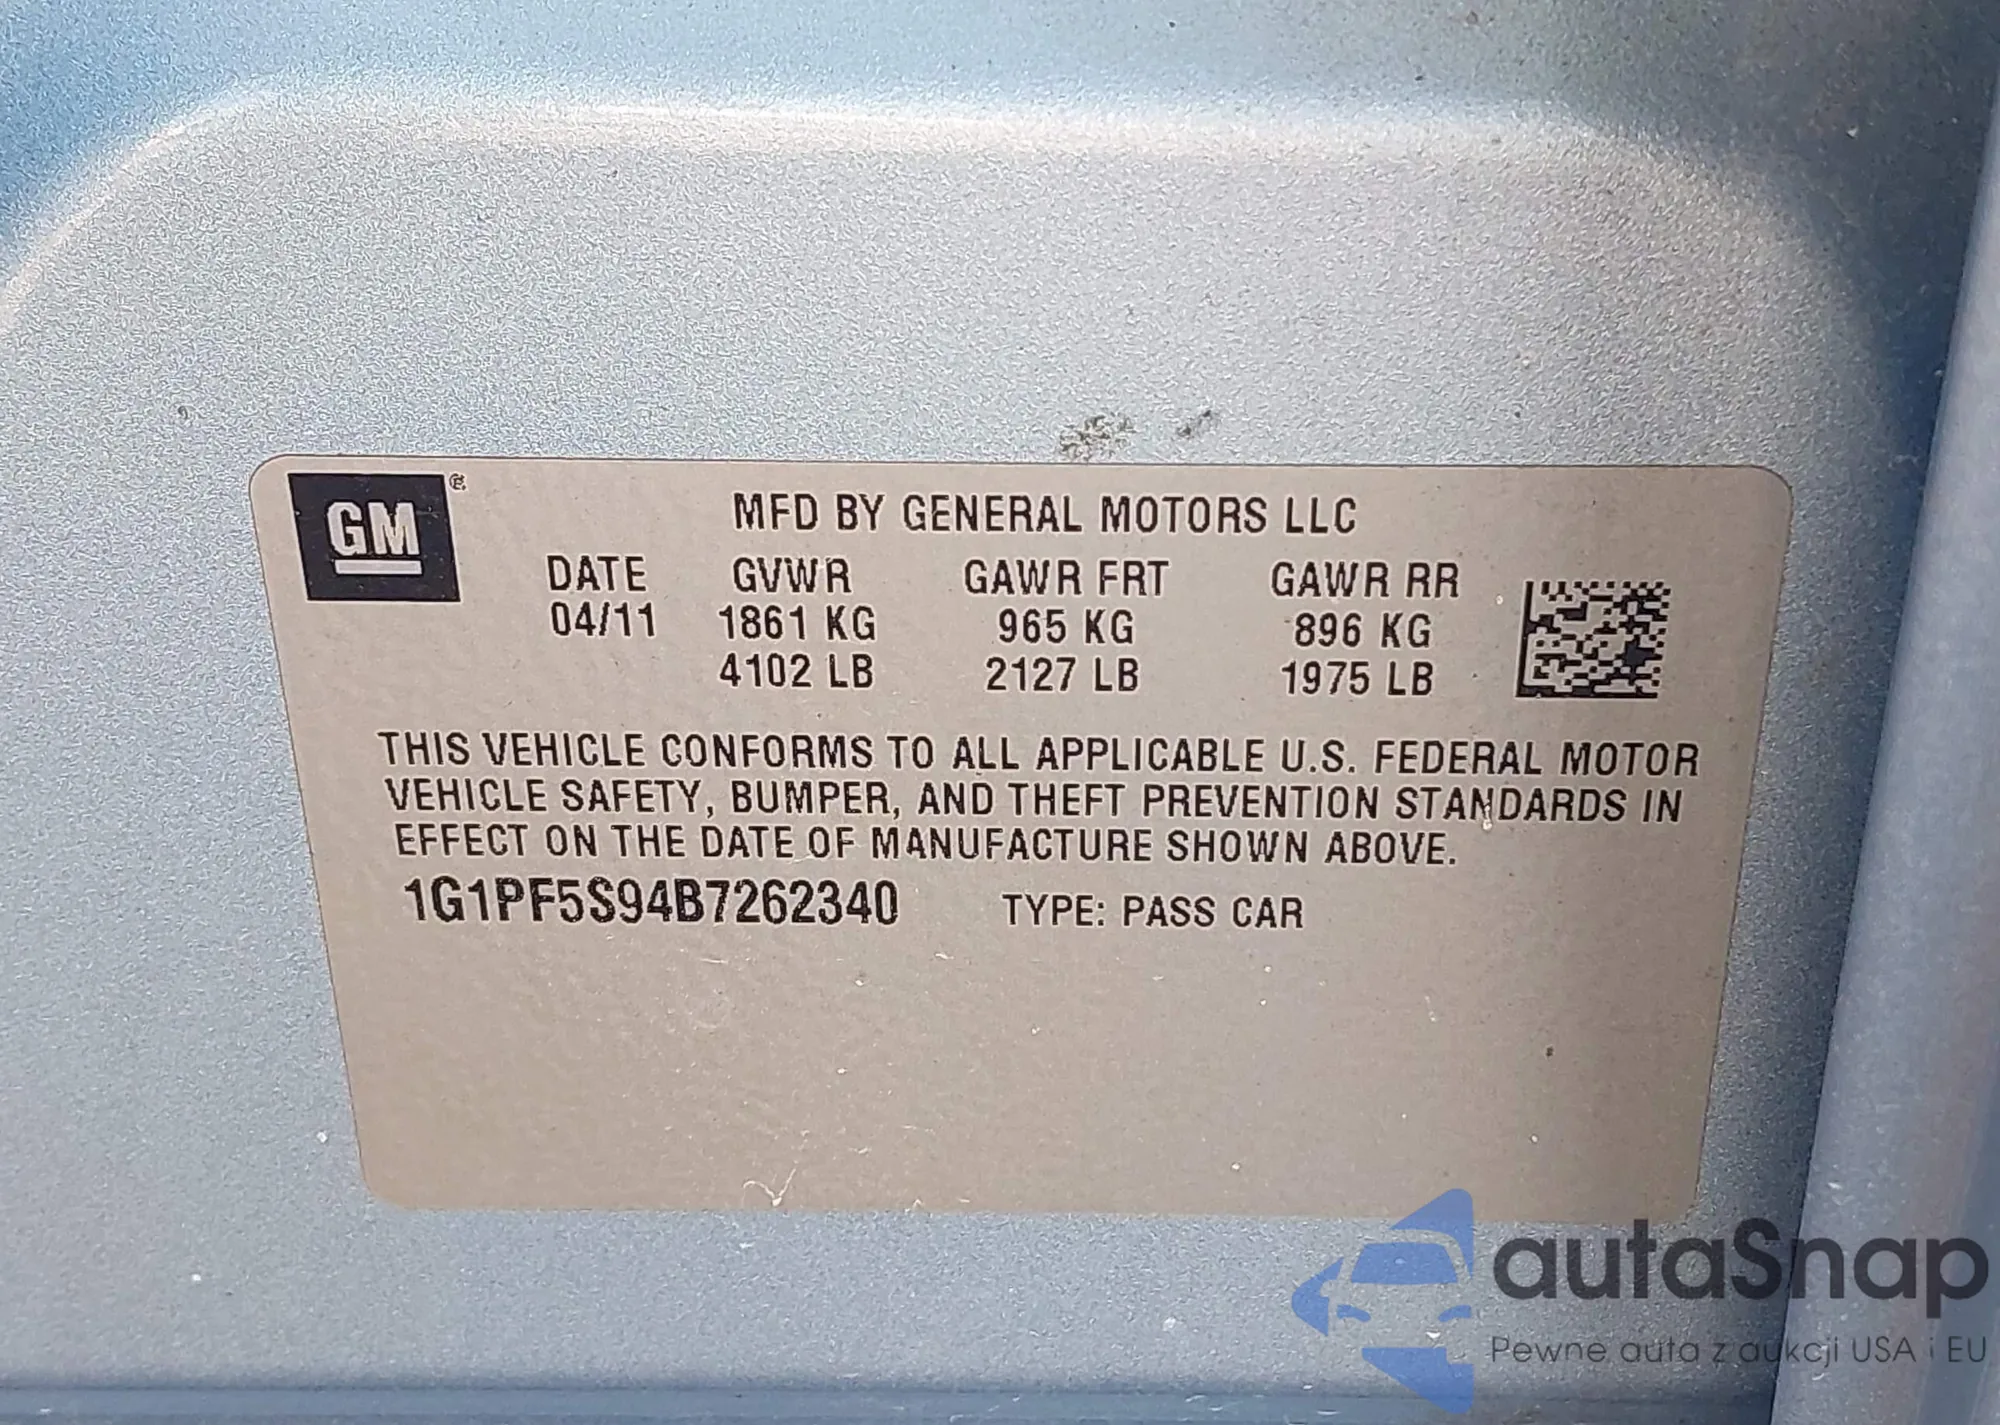 GM®
MFD BY GENERAL MOTORS LLC
DATE GVWR GAWR FRT GAWR RR
04/11 1861 KG 965 KG 896 KG
4102 LB 2127 LB 1975 LB
THIS VEHICLE CONFORMS TO ALL APPLICABLE U.S. FEDERAL MOTOR
VEHICLE SAFETY, BUMPER, AND THEFT PREVENTION STANDARDS IN
EFFECT ON THE DATE OF MANUFACTURE SHOWN ABOVE.
1G1PF5S94B7262340 TYPE: PASS CAR
autaSnap
Pewne auta z aukcji USA i EU